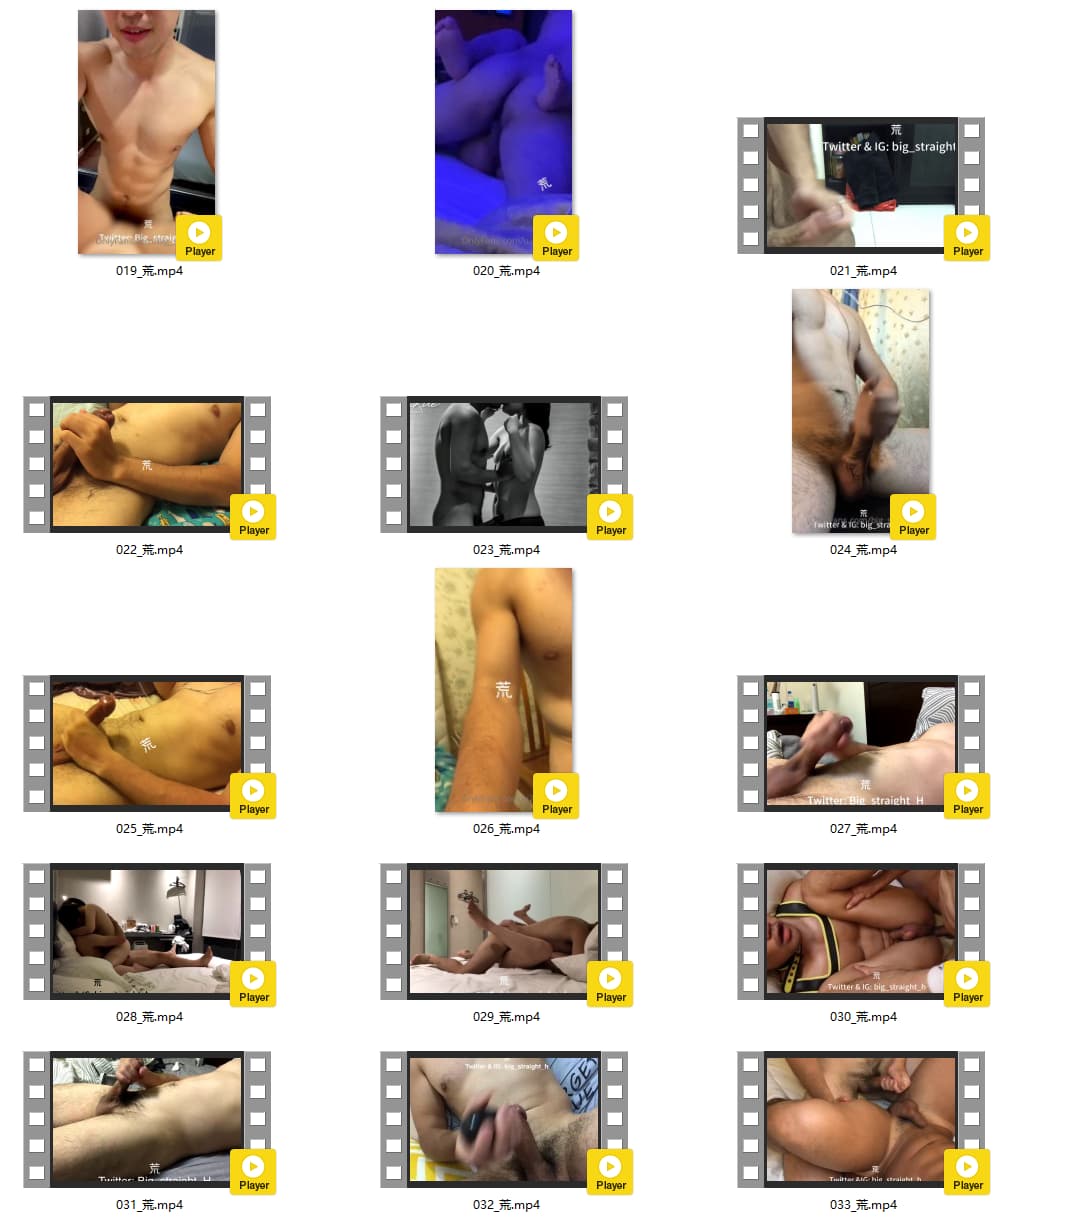 荒
Twitter: Big_straig
Player
019_荒.mp4
荒
Player
020_荒.mp4
荒
Twitter & IG: big_straight
Player
021_荒.mp4
荒
Player
022_荒.mp4
Player
023_荒.mp4
荒
Twitter & IG: big_stra
Player
024_荒.mp4
荒
Player
025_荒.mp4
荒
Player
026_荒.mp4
荒
Twitter: Big_straight_H
Player
027_荒.mp4
荒
Player
028_荒.mp4
荒
Player
029_荒.mp4
荒
Twitter & IG: big_straight_h
Player
030_荒.mp4
荒
Twitter: Big_straight_H
Player
031_荒.mp4
Twitter & IG: big_straight_h
Player
032_荒.mp4
荒
Twitter & IG: big_straight_h
Player
033_荒.mp4